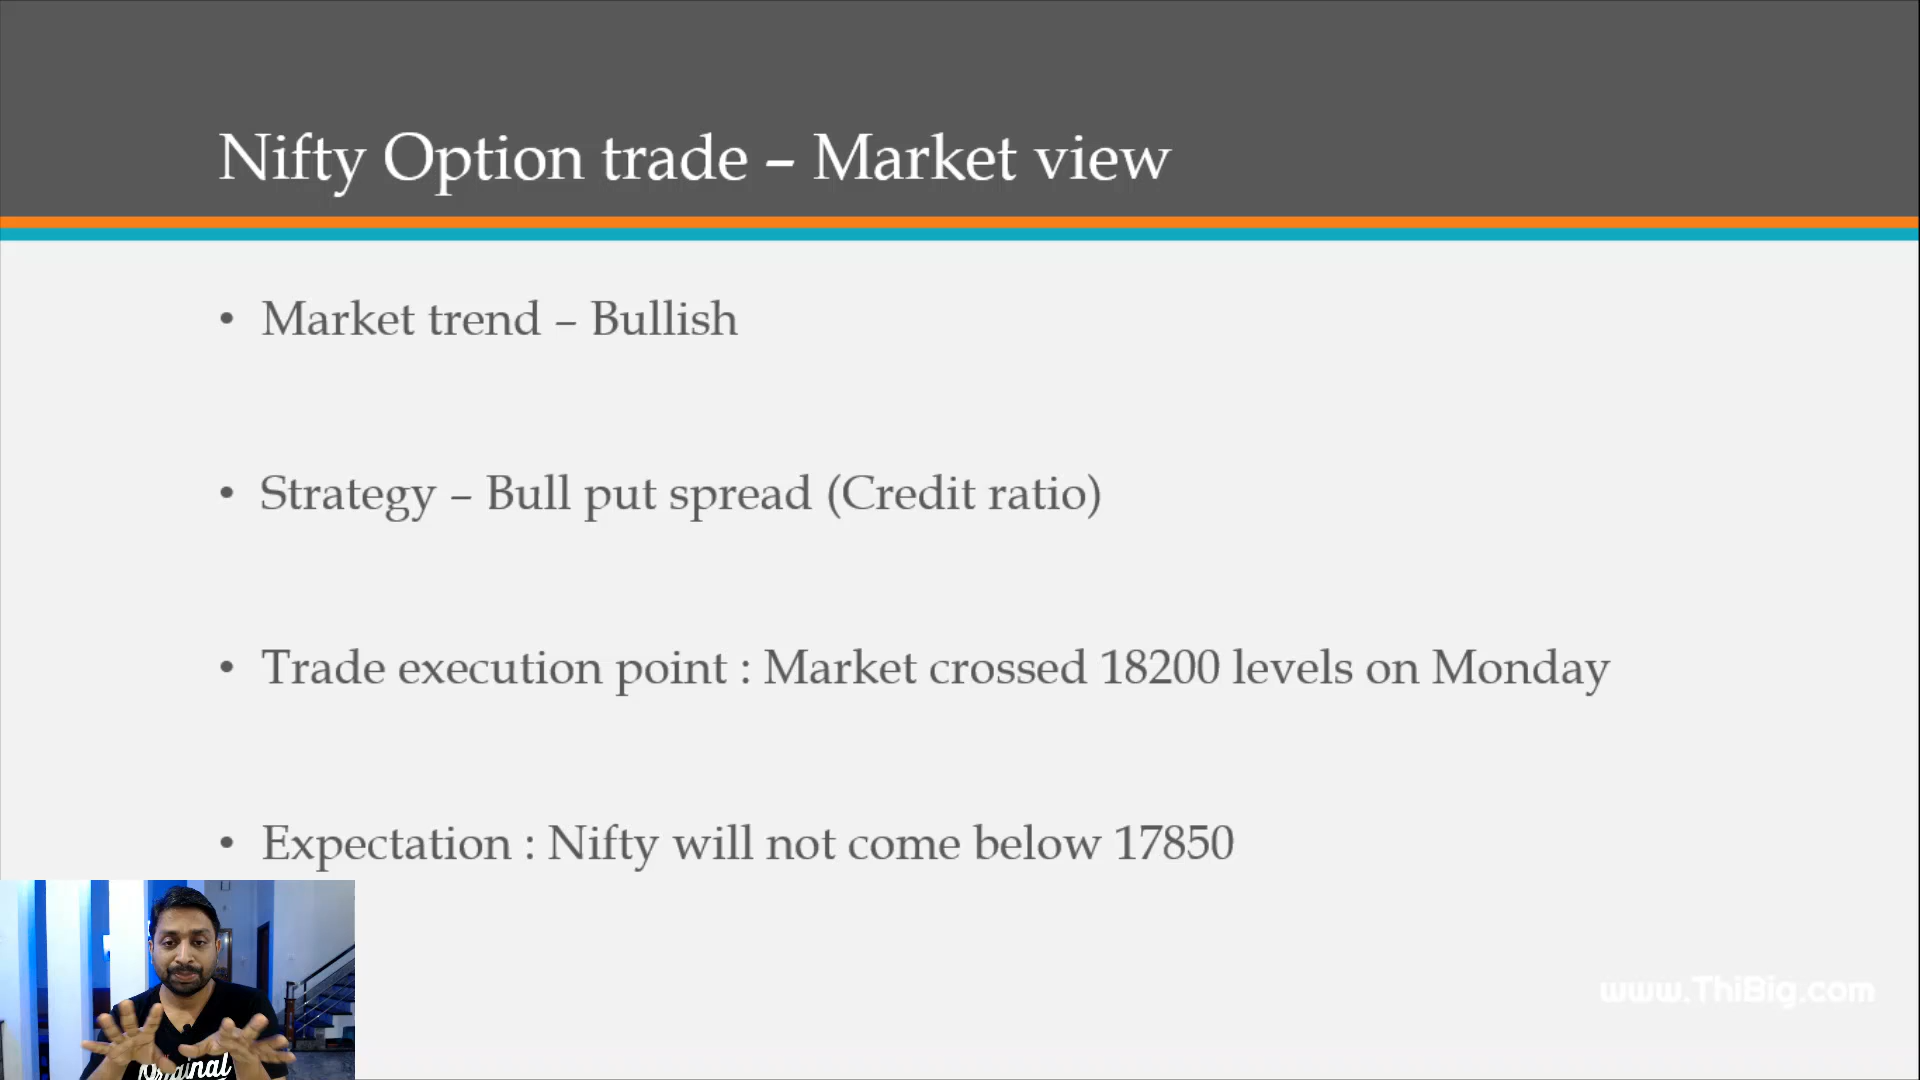 Nifty Option trade – Market view
• Market trend – Bullish
• Strategy – Bull put spread (Credit ratio)
• Trade execution point : Market crossed 18200 levels on Monday
• Expectation : Nifty will not come below 17850
www.ThiBig.com
Original